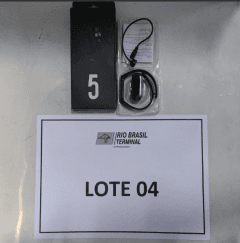 5
RIO BRASIL
TERMINAL
LOTE 04